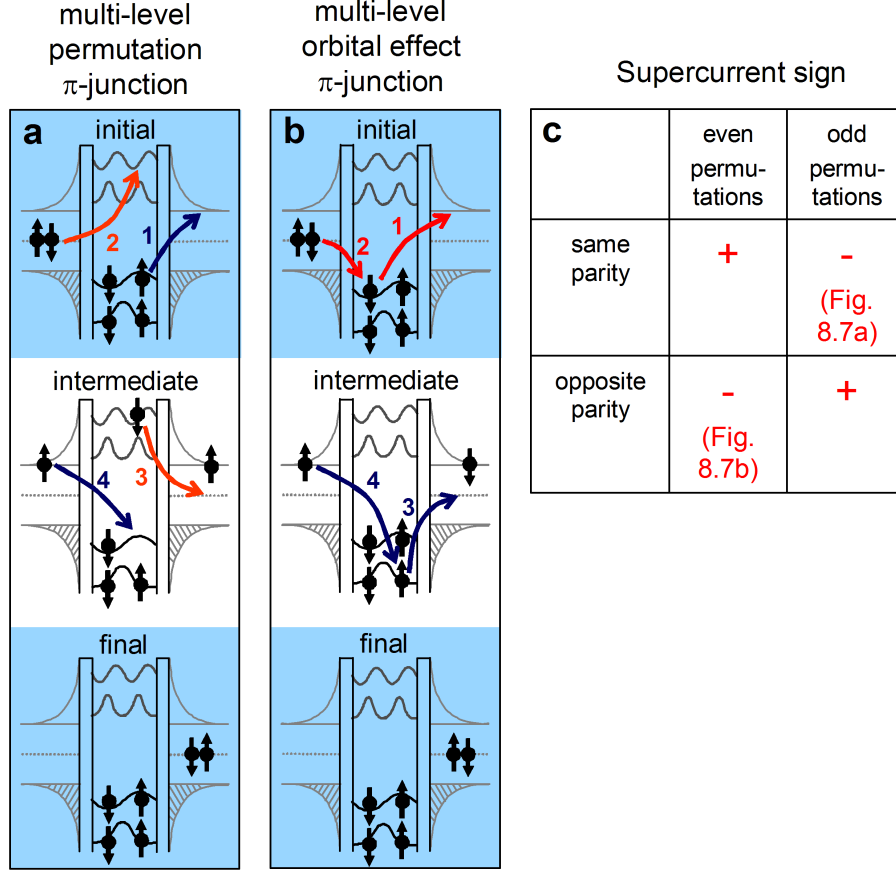 multi-level
permutation
π-junction
a
initial
2
1
intermediate
4
3
final
multi-level
orbital effect
π-junction
b
initial
2
1
intermediate
4
3
final
Supercurrent sign
c
even
permu-
tations
odd
permu-
tations
same
parity
+
-
(Fig.
8.7a)
opposite
parity
-
(Fig.
8.7b)
+